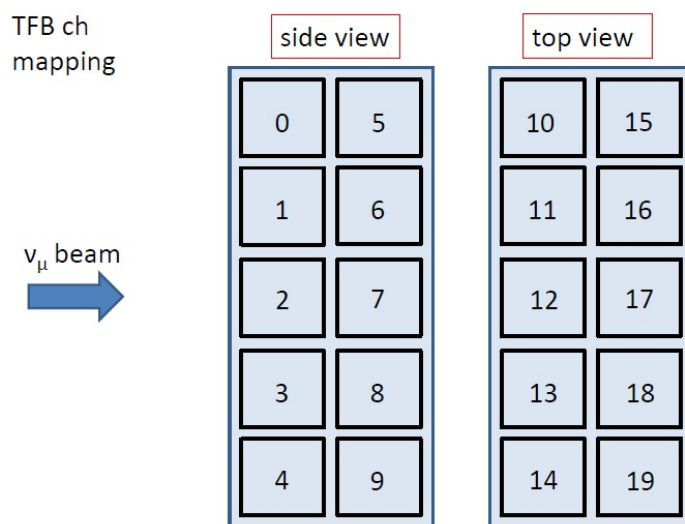 TFB ch
mapping
side view
top view
0 5 10 15
1 6 11 16
ν_μ beam
2 7 12 17
3 8 13 18
4 9 14 19